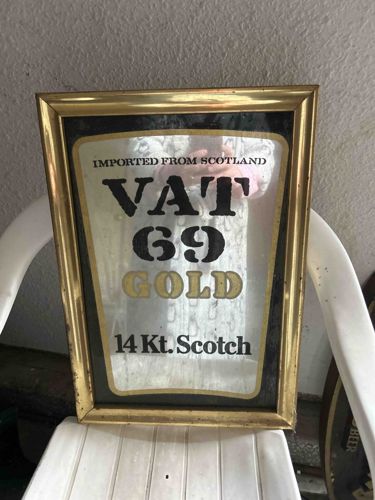 IMPORTED FROM SCOTLAND
VAT
69
GOLD
14 Kt. Scotch